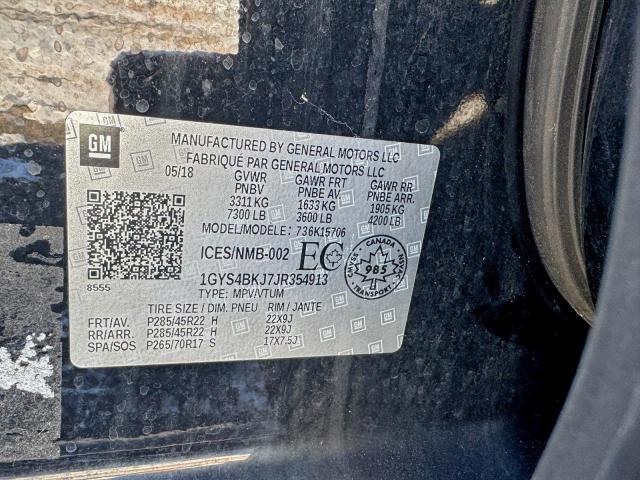 GM
MANUFACTURED BY GENERAL MOTORS LLC
FABRIQUÉ PAR GENERAL MOTORS LLC
05/18 GVWR GAWR FRT GAWR RR
PNBV PNBE AV. PNBE ARR.
3311 KG 1633 KG 1905 KG
7300 LB 3600 LB 4200 LB
MODEL/MODELE: 736K15706
ICES/NMB-002 EC
CANADA
985
CMVSS NVSAC
TRANSPORT
8555
1GYS4BKJ7JR354913
TYPE: MPV/VTUM
TIRE SIZE / DIM. PNEU RIM / JANTE
FRT/AV. P285/45R22 H 22X9J
RR/ARR. P285/45R22 H 22X9J
SPA/SOS P265/70R17 S 17X7.5J